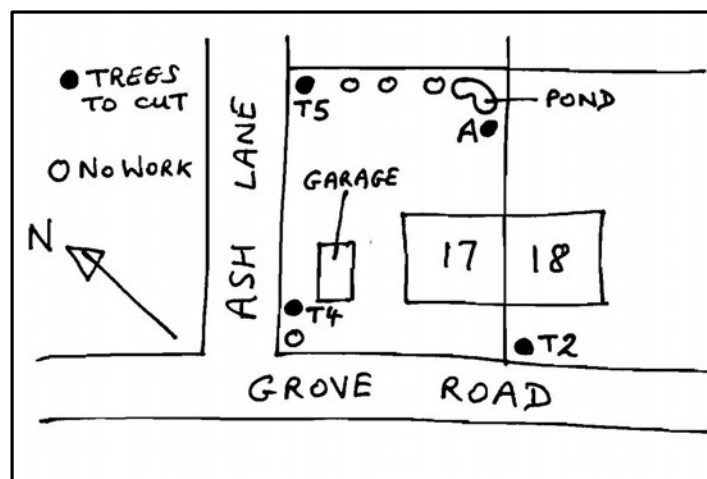 TREES
TO CUT
NO WORK
N
ASH LANE
T5
POND
A
GARAGE
17
18
T4
T2
GROVE ROAD